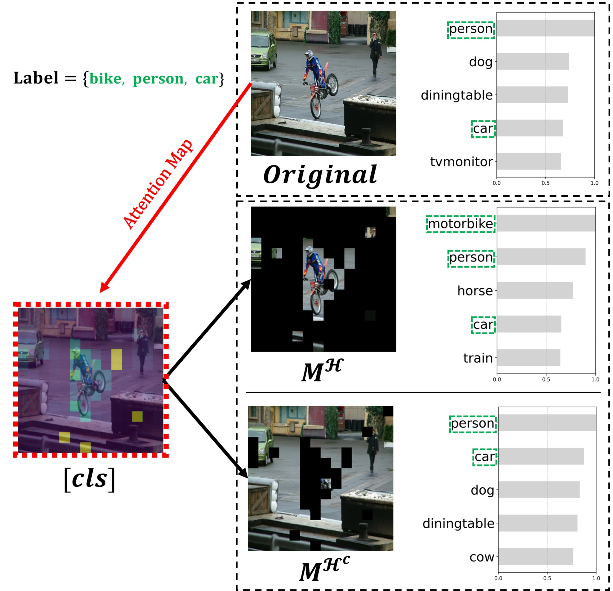 Label = {bike, person, car}
Attention Map
Original
person
dog
diningtable
car
tvmonitor
0.0 0.5 1.0
M^ℋ
motorbike
person
horse
car
train
0.0 0.5 1.0
[cls]
M^ℋ^c
person
car
dog
diningtable
cow
0.0 0.5 1.0